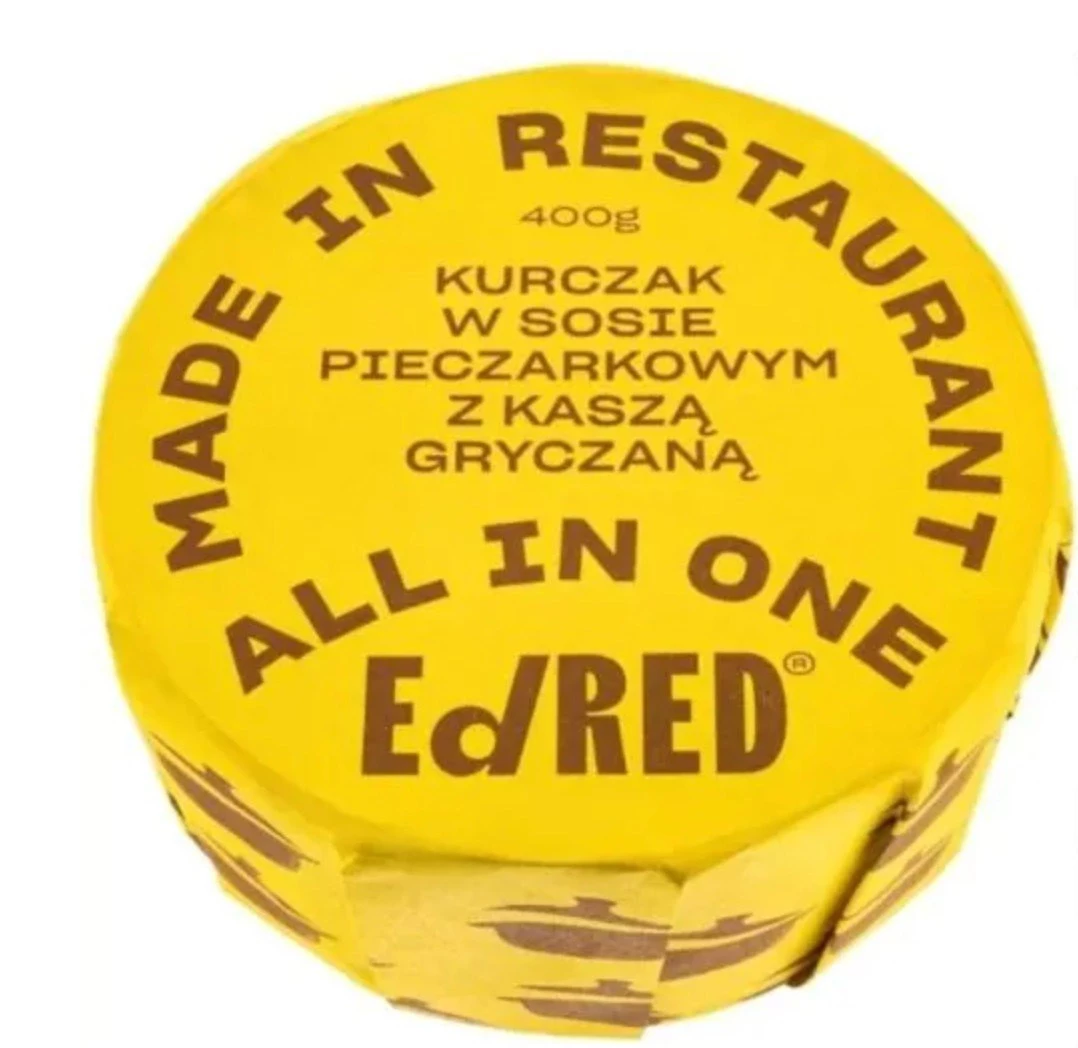 MADE IN RESTAURANT
400g
KURCZAK
W SOSIE
PIECZARKOWYM
Z KASZĄ
GRYCZANĄ
ALL IN ONE
EdRED®